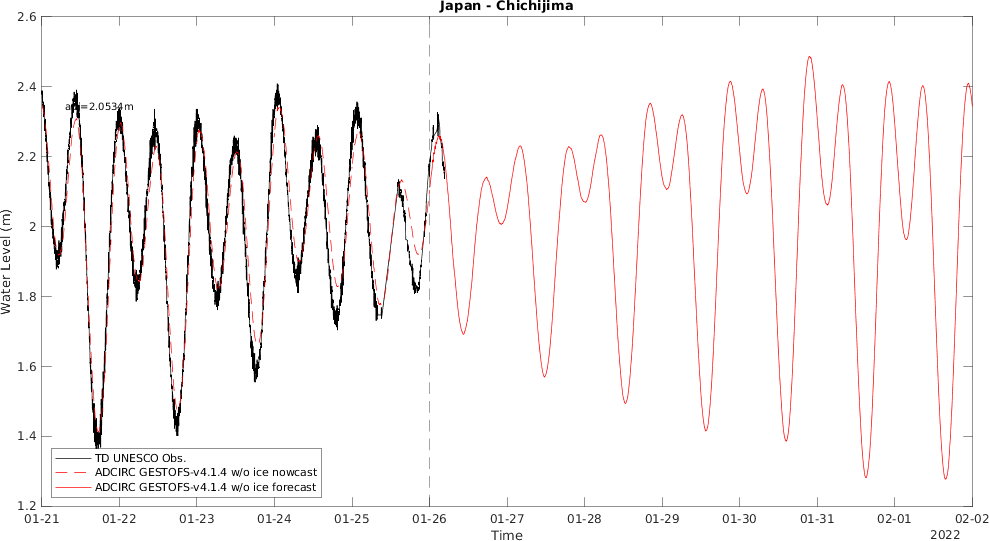 Japan - Chichijima
2.6
2.4
2.2
2
1.8
1.6
1.4
1.2
Water Level (m)
TD UNESCO Obs.
ADCIRC GESTOFS-v4.1.4 w/o ice nowcast
ADCIRC GESTOFS-v4.1.4 w/o ice forecast
01-21 01-22 01-23 01-24 01-25 01-26 01-27 01-28 01-29 01-30 01-31 02-01 02-02
Time
2022